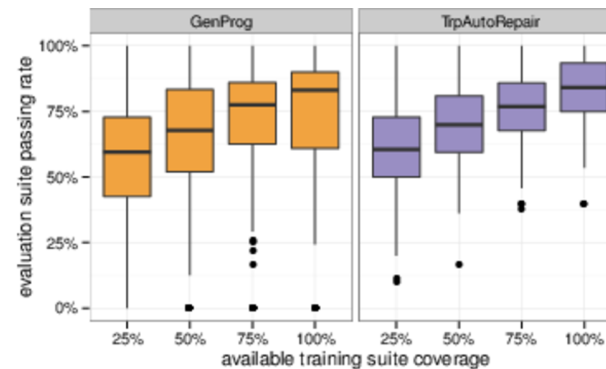 GenProg TrpAutoRepair
100%
75%
50%
25%
0%
evaluation suite passing rate
25% 50% 75% 100% 25% 50% 75% 100%
available training suite coverage